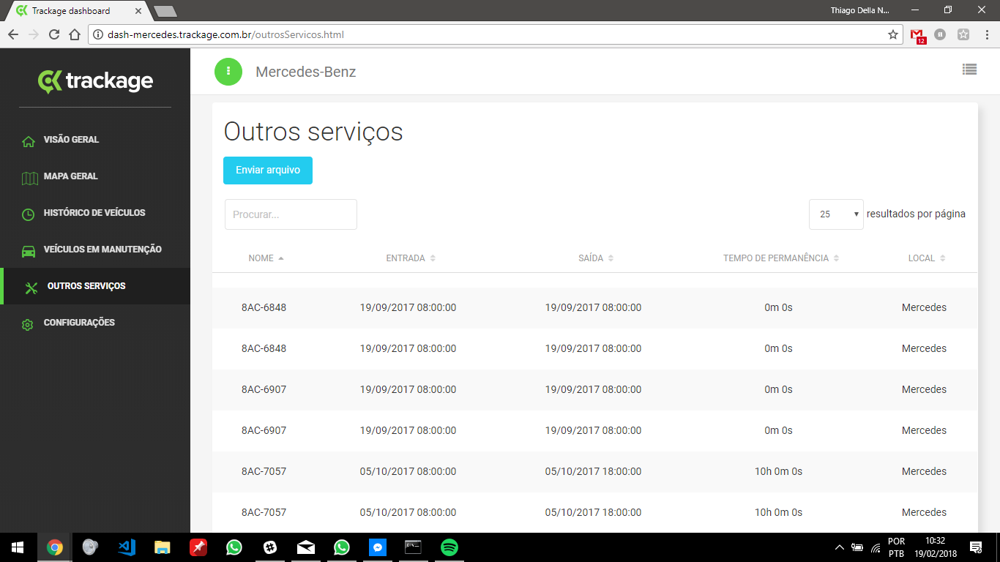 Trackage dashboard
Thiago Della N...
dash-mercedes.trackage.com.br/outrosServicos.html
12
trackage
Mercedes-Benz
VISÃO GERAL
MAPA GERAL
HISTÓRICO DE VEÍCULOS
VEÍCULOS EM MANUTENÇÃO
OUTROS SERVIÇOS
CONFIGURAÇÕES
Outros serviços
Enviar arquivo
Procurar...
25 resultados por página
NOME ENTRADA SAÍDA TEMPO DE PERMANÊNCIA LOCAL
8AC-6848 19/09/2017 08:00:00 19/09/2017 08:00:00 0m 0s Mercedes
8AC-6848 19/09/2017 08:00:00 19/09/2017 08:00:00 0m 0s Mercedes
8AC-6907 19/09/2017 08:00:00 19/09/2017 08:00:00 0m 0s Mercedes
8AC-6907 19/09/2017 08:00:00 19/09/2017 08:00:00 0m 0s Mercedes
8AC-7057 05/10/2017 08:00:00 05/10/2017 18:00:00 10h 0m 0s Mercedes
8AC-7057 05/10/2017 08:00:00 05/10/2017 18:00:00 10h 0m 0s Mercedes
POR
PTB
10:32
19/02/2018